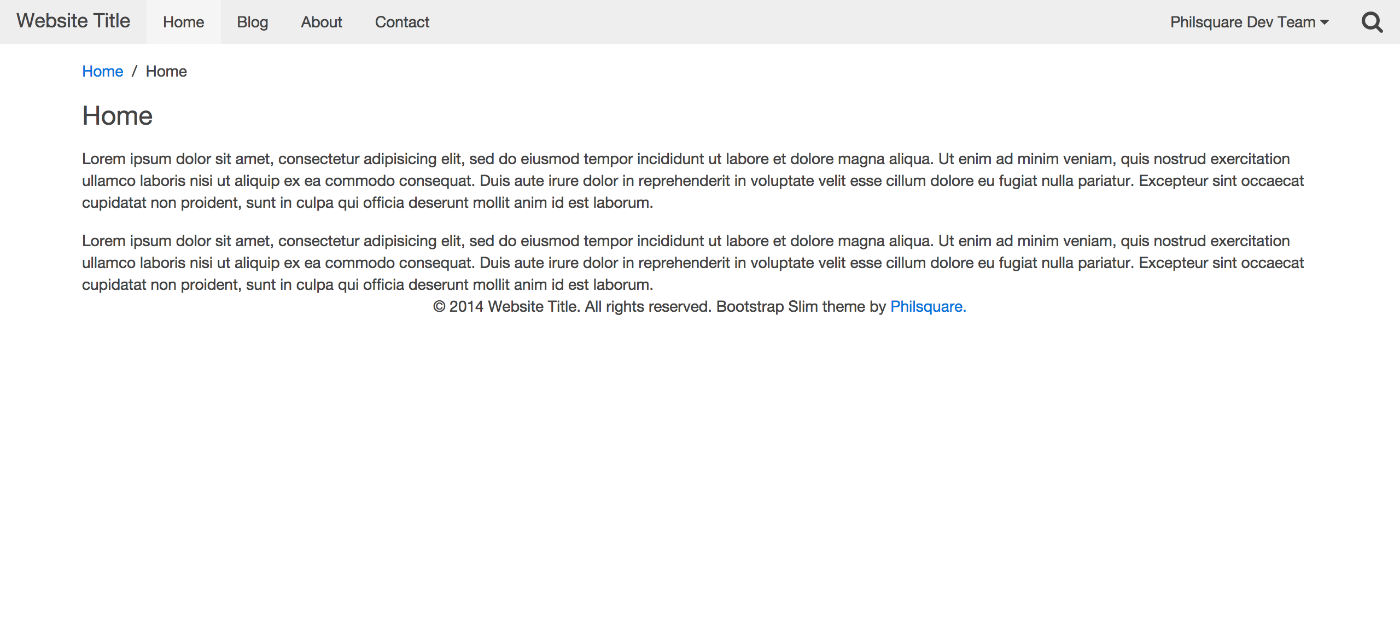 Website Title Home Blog About Contact Philsquare Dev Team
Home / Home
Home
Lorem ipsum dolor sit amet, consectetur adipisicing elit, sed do eiusmod tempor incididunt ut labore et dolore magna aliqua. Ut enim ad minim veniam, quis nostrud exercitation
ullamco laboris nisi ut aliquip ex ea commodo consequat. Duis aute irure dolor in reprehenderit in voluptate velit esse cillum dolore eu fugiat nulla pariatur. Excepteur sint occaecat
cupidatat non proident, sunt in culpa qui officia deserunt mollit anim id est laborum.
Lorem ipsum dolor sit amet, consectetur adipisicing elit, sed do eiusmod tempor incididunt ut labore et dolore magna aliqua. Ut enim ad minim veniam, quis nostrud exercitation
ullamco laboris nisi ut aliquip ex ea commodo consequat. Duis aute irure dolor in reprehenderit in voluptate velit esse cillum dolore eu fugiat nulla pariatur. Excepteur sint occaecat
cupidatat non proident, sunt in culpa qui officia deserunt mollit anim id est laborum.
© 2014 Website Title. All rights reserved. Bootstrap Slim theme by Philsquare.